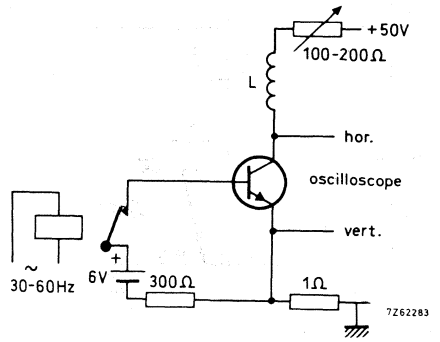 +50V
100-200Ω
L
hor.
oscilloscope
vert.
~
30-60Hz
+
6V
300Ω
1Ω
7Z62283